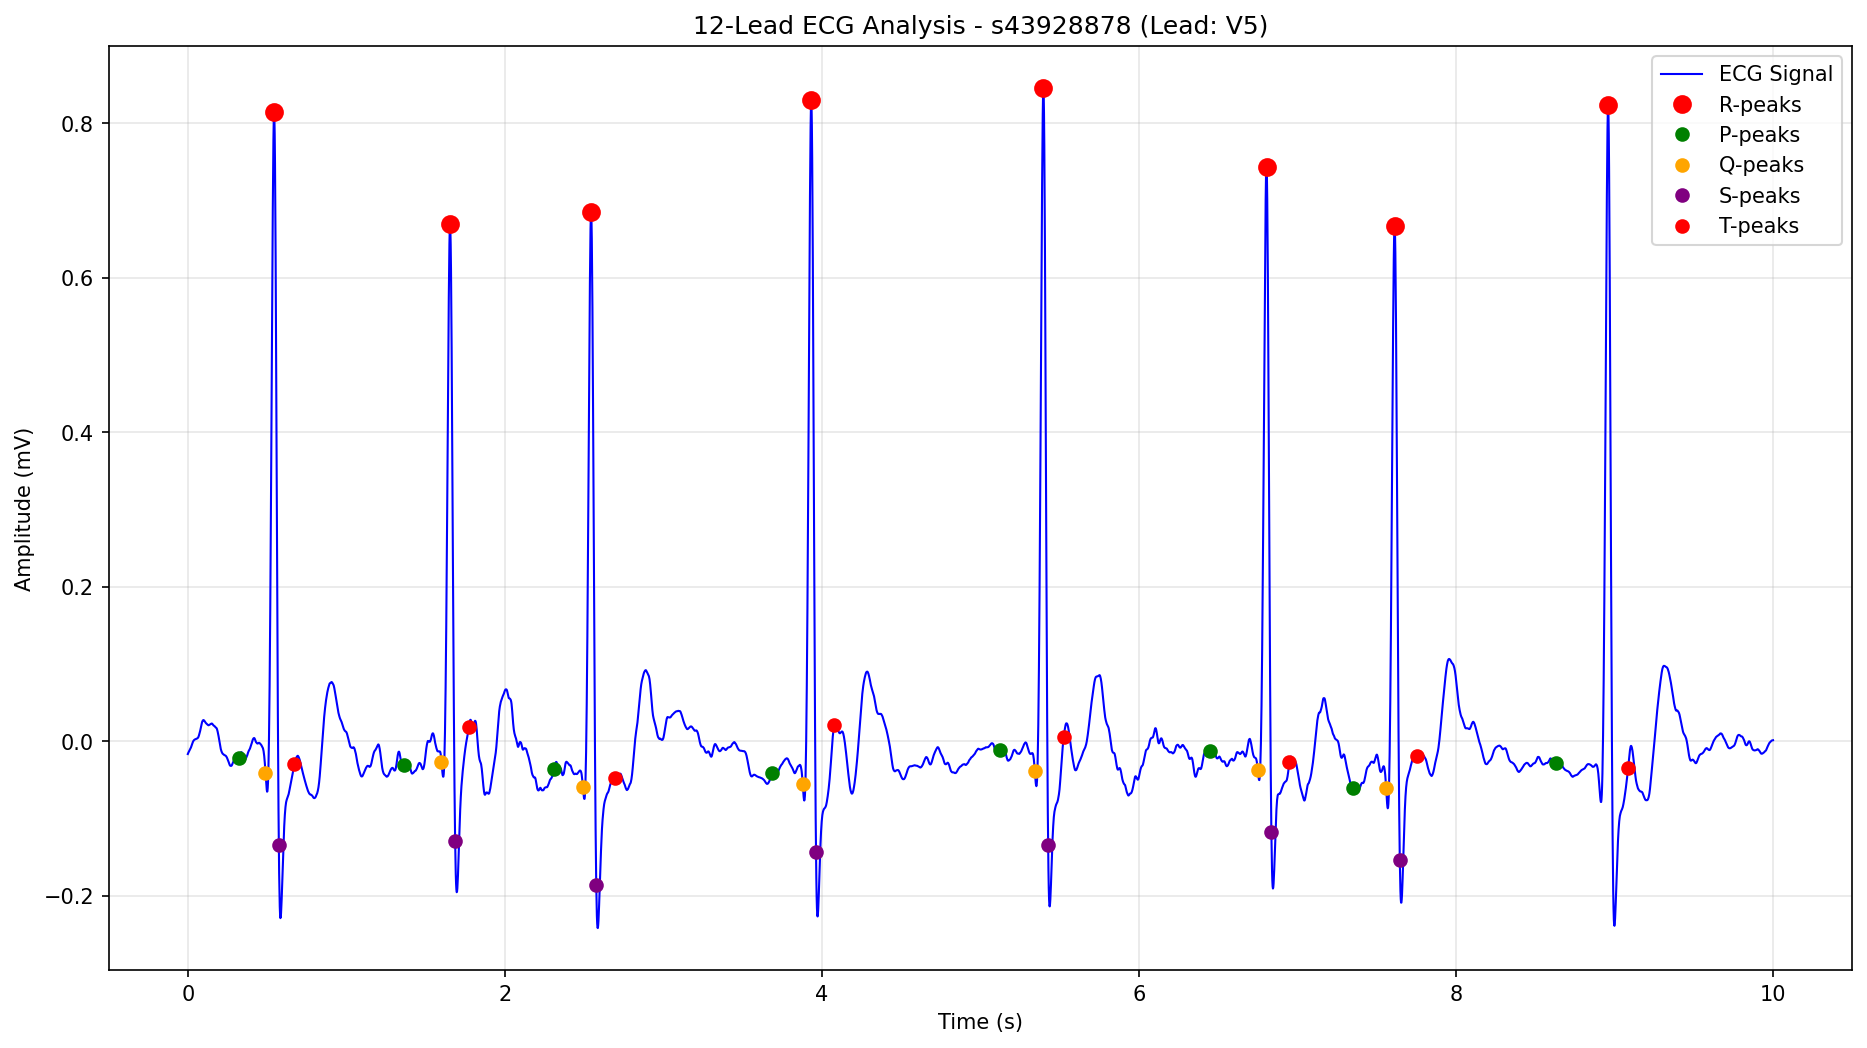 12-Lead ECG Analysis - s43928878 (Lead: V5)
ECG Signal
R-peaks
P-peaks
Q-peaks
S-peaks
T-peaks
Amplitude (mV)
0.8
0.6
0.4
0.2
0.0
−0.2
0 2 4 6 8 10
Time (s)